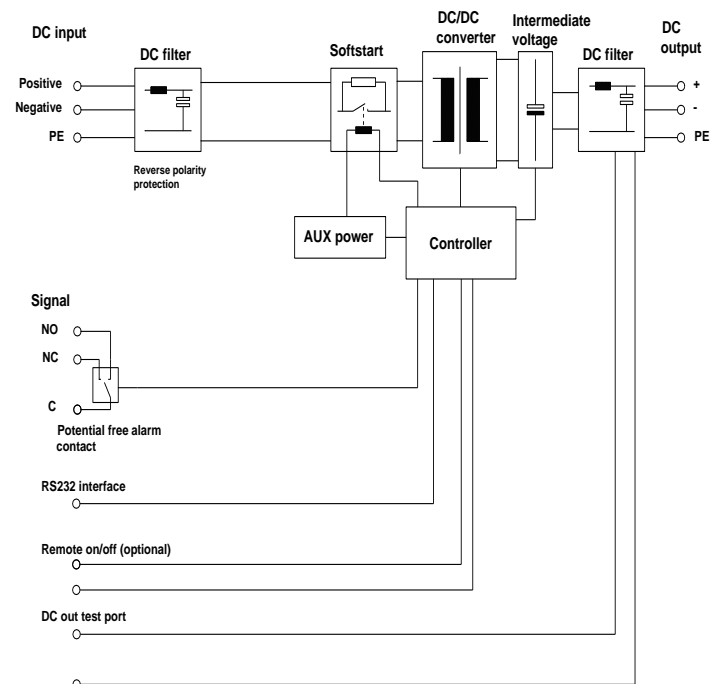 DC input
DC filter
Softstart
DC/DC
converter
Intermediate
voltage
DC filter
DC
output
Positive
Negative
PE
+
-
PE
Reverse polarity
protection
AUX power
Controller
Signal
NO
NC
C
Potential free alarm
contact
RS232 interface
Remote on/off (optional)
DC out test port